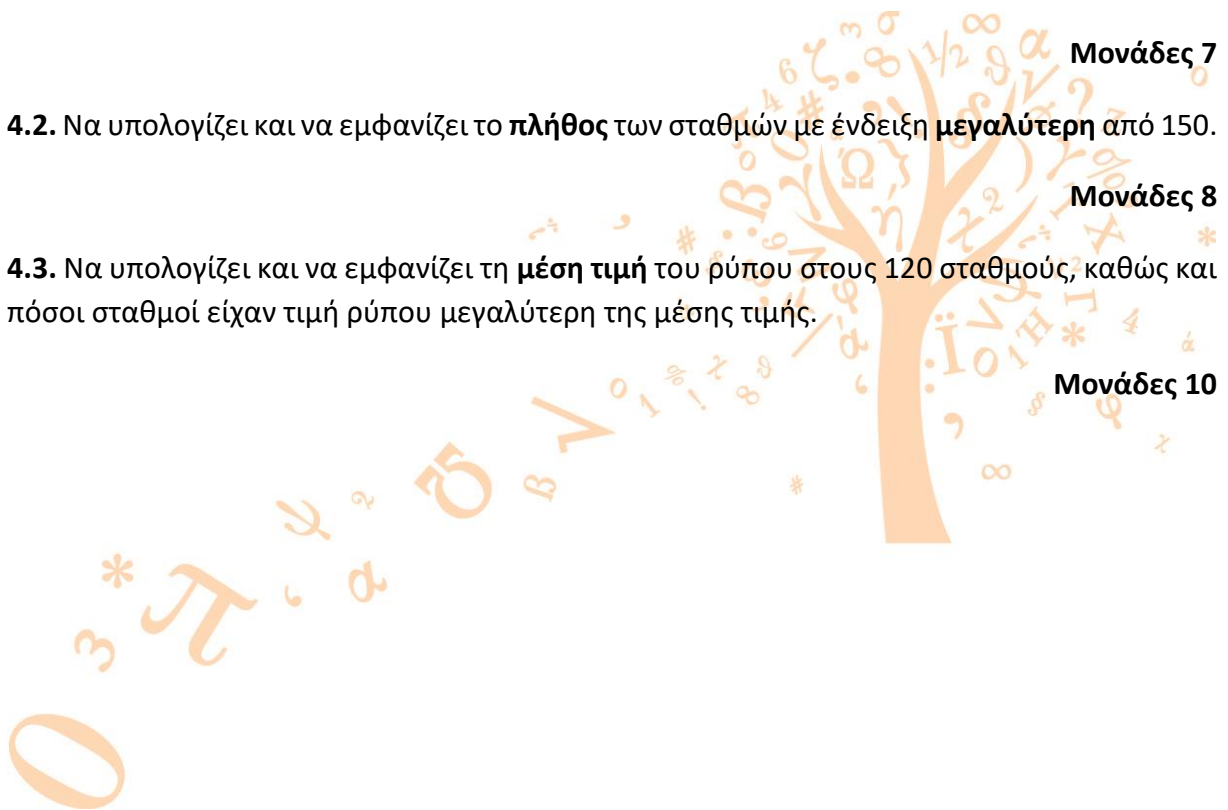 Μονάδες 7
4.2. Να υπολογίζει και να εμφανίζει το πλήθος των σταθμών με ένδειξη μεγαλύτερη από 150.
Μονάδες 8
4.3. Να υπολογίζει και να εμφανίζει τη μέση τιμή του ρύπου στους 120 σταθμούς, καθώς και
πόσοι σταθμοί είχαν τιμή ρύπου μεγαλύτερη της μέσης τιμής.
Μονάδες 10